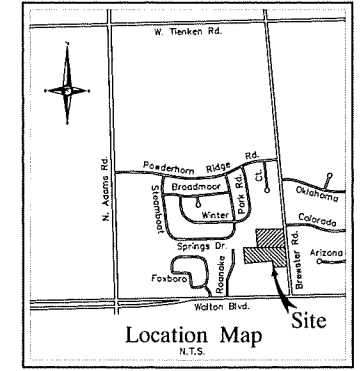 W. Tienken Rd.
N. Adams Rd.
Powderhorn Ridge Rd.
Broadmoor
Steamboat
Springs Dr.
Winter
Park Rd.
Ct.
Oklahoma
Colorado
Arizona
Brewster Rd.
Foxboro
Roanoke
Walton Blvd.
Site
Location Map
N.T.S.